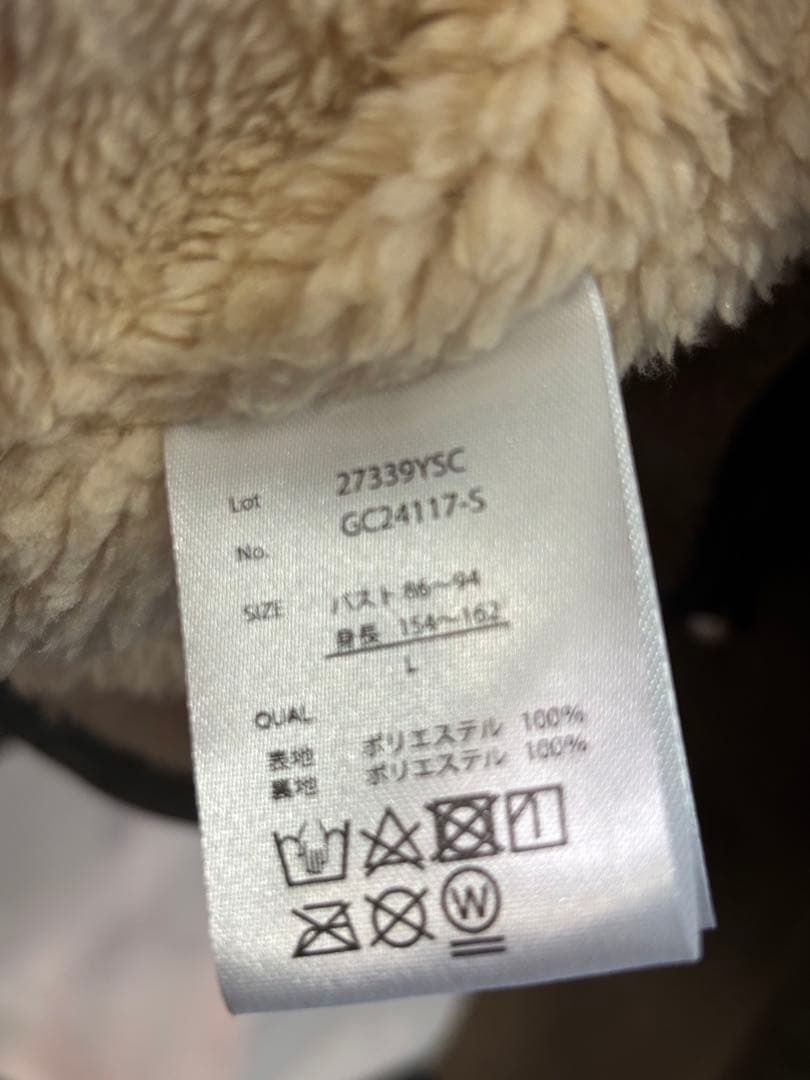 Lot 27339YSC
No. GC24117-S
SIZE バスト 86〜94
身長 154〜162
L
QUAL
表地 ポリエステル 100%
裏地 ポリエステル 100%
W